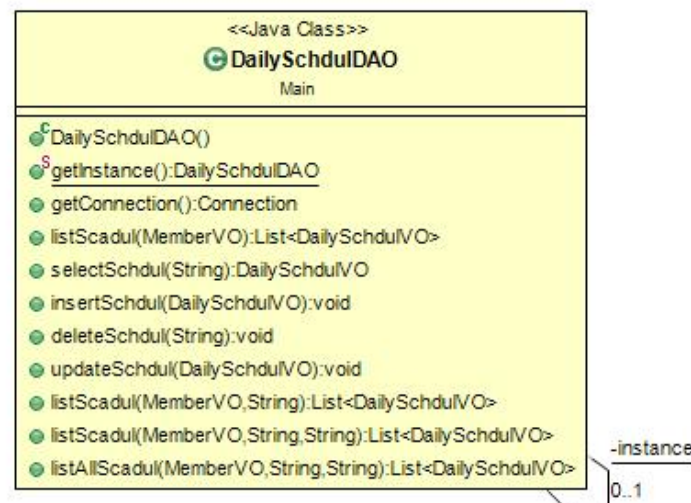 <<Java Class>>
C DailySchdulDAO
Main
C DailySchdulDAO()
S getInstance():DailySchdulDAO
getConnection():Connection
listScadul(MemberVO):List<DailySchdulVO>
selectSchdul(String):DailySchdulVO
insertSchdul(DailySchdulVO):void
deleteSchdul(String):void
updateSchdul(DailySchdulVO):void
listScadul(MemberVO,String):List<DailySchdulVO>
listScadul(MemberVO,String,String):List<DailySchdulVO>
listAllScadul(MemberVO,String,String):List<DailySchdulVO>
-instance
0..1